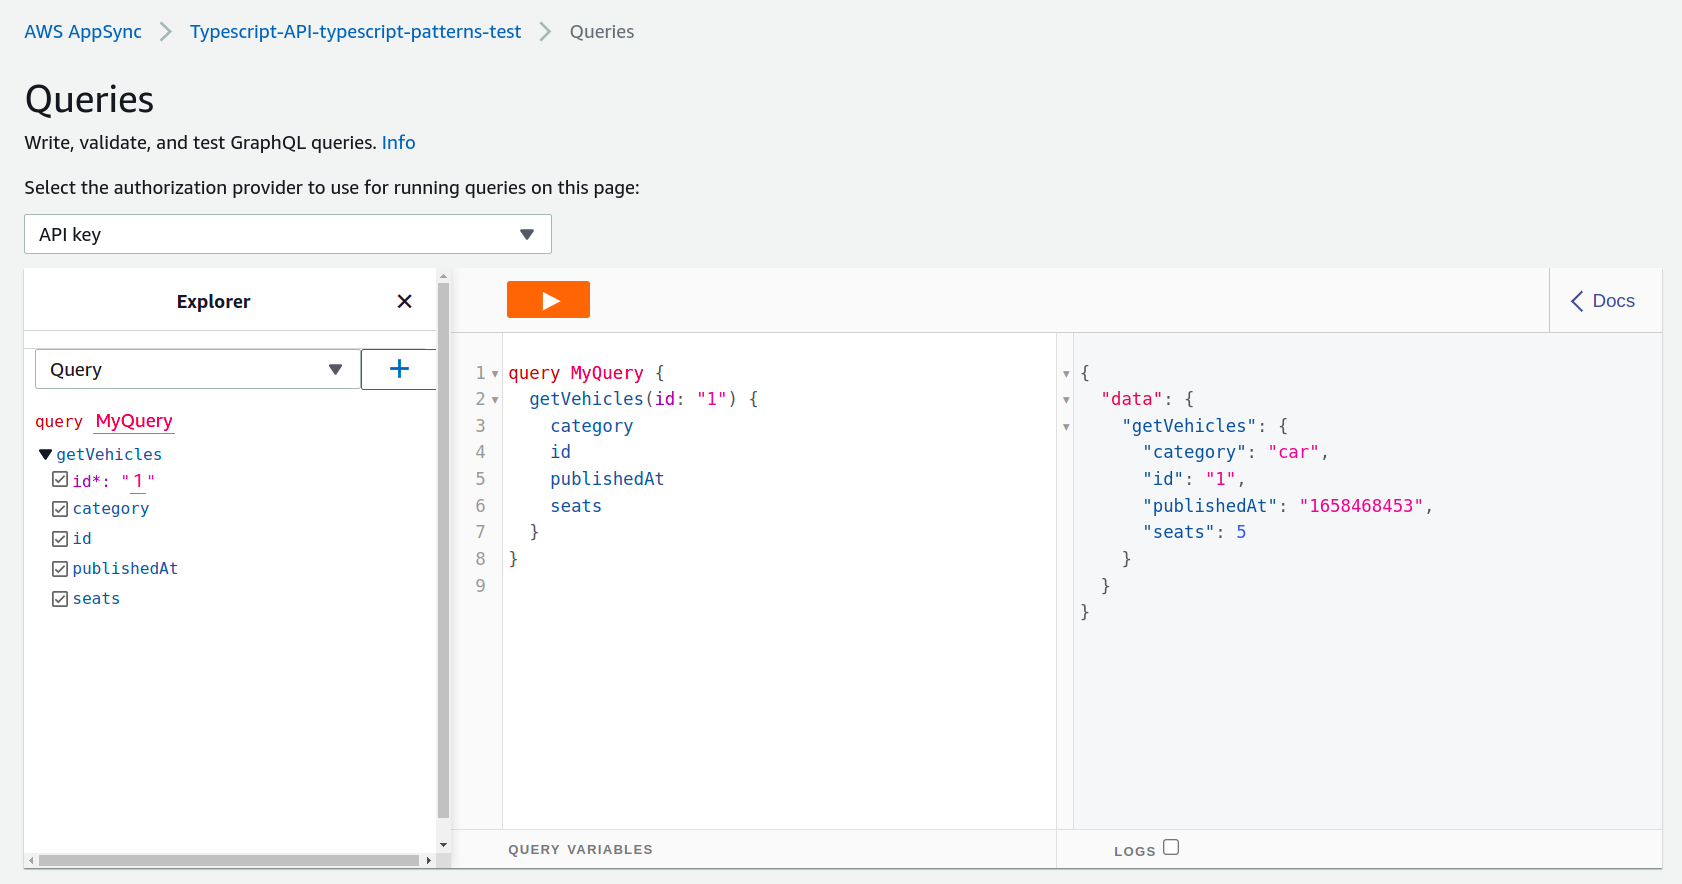 AWS AppSync > Typescript-API-typescript-patterns-test > Queries
Queries
Write, validate, and test GraphQL queries. Info
Select the authorization provider to use for running queries on this page:
API key
Explorer
Query
query MyQuery
getVehicles
id*: "1"
category
id
publishedAt
seats
1 query MyQuery {
2 getVehicles(id: "1") {
3 category
4 id
5 publishedAt
6 seats
7 }
8 }
9
QUERY VARIABLES
Docs
{
"data": {
"getVehicles": {
"category": "car",
"id": "1",
"publishedAt": "1658468453",
"seats": 5
}
}
}
LOGS